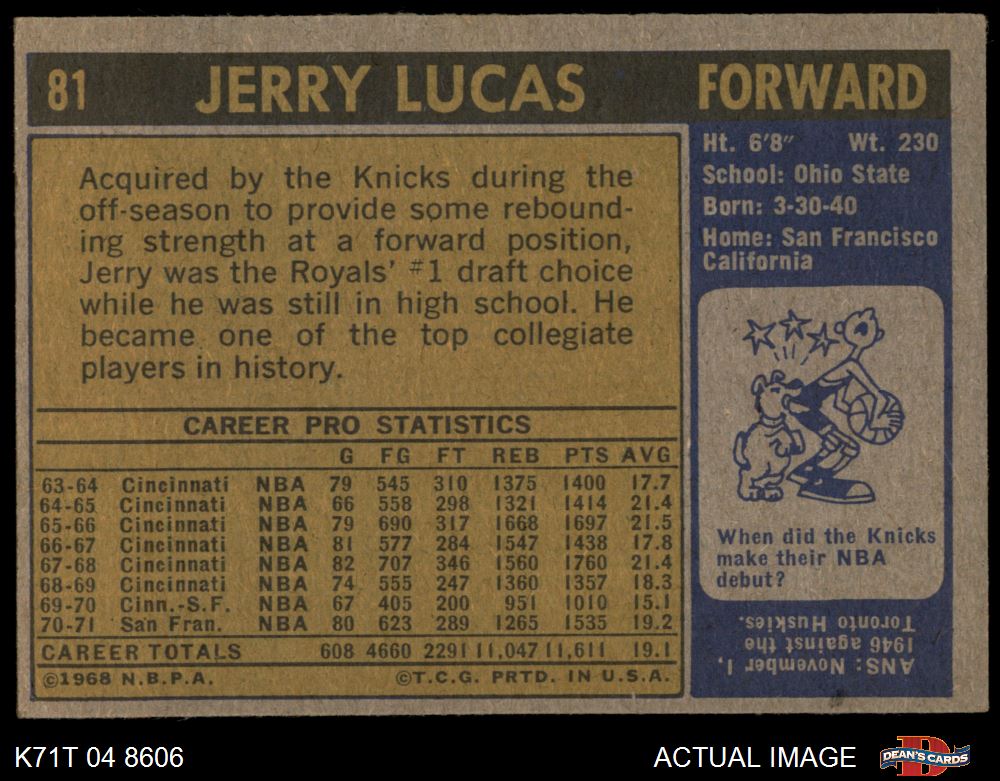 81 JERRY LUCAS FORWARD
Acquired by the Knicks during the
off-season to provide some rebound-
ing strength at a forward position,
Jerry was the Royals' #1 draft choice
while he was still in high school. He
became one of the top collegiate
players in history.
CAREER PRO STATISTICS
G FG FT REB PTS AVG
63-64 Cincinnati NBA 79 545 310 1375 1400 17.7
64-65 Cincinnati NBA 66 558 298 1321 1414 21.4
65-66 Cincinnati NBA 79 690 317 1668 1697 21.5
66-67 Cincinnati NBA 81 577 284 1547 1438 17.8
67-68 Cincinnati NBA 82 707 346 1560 1760 21.4
68-69 Cincinnati NBA 74 555 247 1360 1357 18.3
69-70 Cinn.-S.F. NBA 67 405 200 951 1010 15.1
70-71 San Fran. NBA 80 623 289 1265 1535 19.2
CAREER TOTALS 608 4660 2291 11,047 11,611 19.1
©1968 N.B.P.A. ©T.C.G. PRTD. IN U.S.A.
Ht. 6'8" Wt. 230
School: Ohio State
Born: 3-30-40
Home: San Francisco
California
When did the Knicks
make their NBA
debut?
ANS: November 1,
1946 against the
Toronto Huskies.
K71T 04 8606 ACTUAL IMAGE DEAN'S CARDS